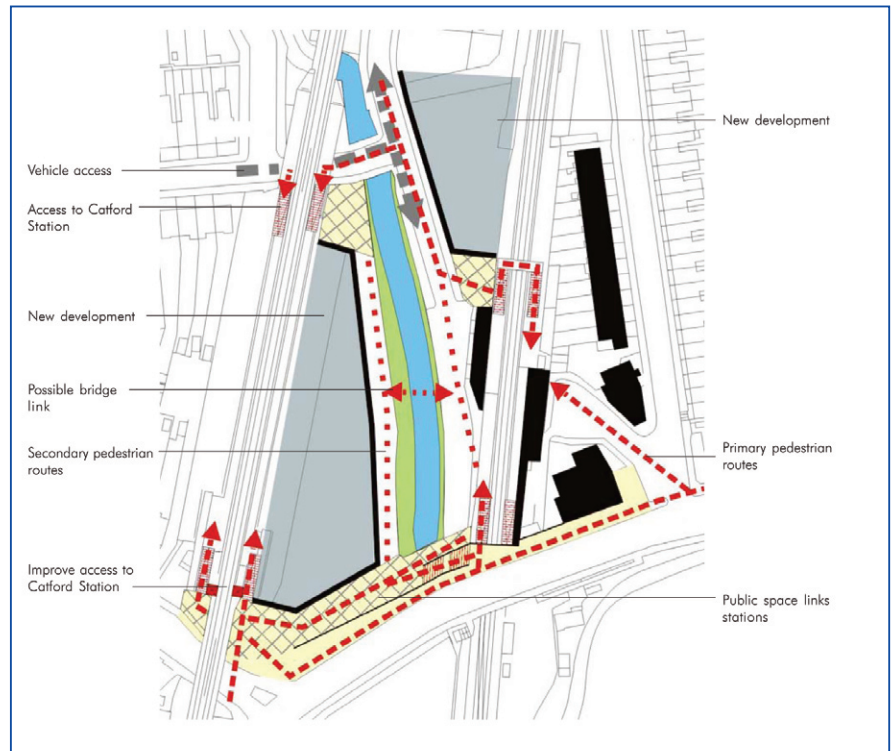 Vehicle access
Access to Catford
Station
New development
Possible bridge
link
Secondary pedestrian
routes
Improve access to
Catford Station
New development
Primary pedestrian
routes
Public space links
stations